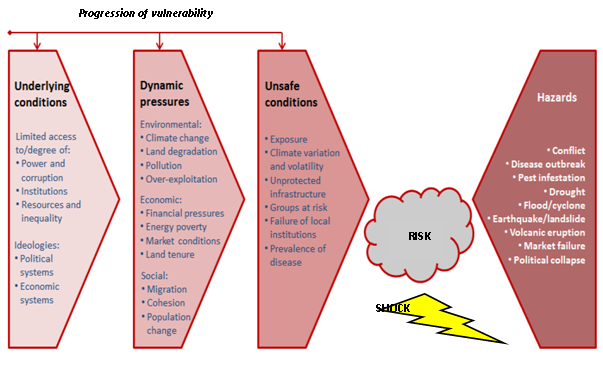 Progression of vulnerability
Underlying
conditions
Limited access
to/degree of:
• Power and
corruption
• Institutions
• Resources and
inequality
Ideologies:
• Political
systems
• Economic
systems
Dynamic
pressures
Environmental:
• Climate change
• Land degradation
• Pollution
• Over-exploitation
Economic:
• Financial pressures
• Energy poverty
• Market conditions
• Land tenure
Social:
• Migration
• Cohesion
• Population
change
Unsafe
conditions
• Exposure
• Climate variation
and volatility
• Unprotected
infrastructure
• Groups at risk
• Failure of local
institutions
• Prevalence of
disease
RISK
SHOCK
Hazards
• Conflict
• Disease outbreak
• Pest infestation
• Drought
• Flood/cyclone
• Earthquake/landslide
• Volcanic eruption
• Market failure
• Political collapse